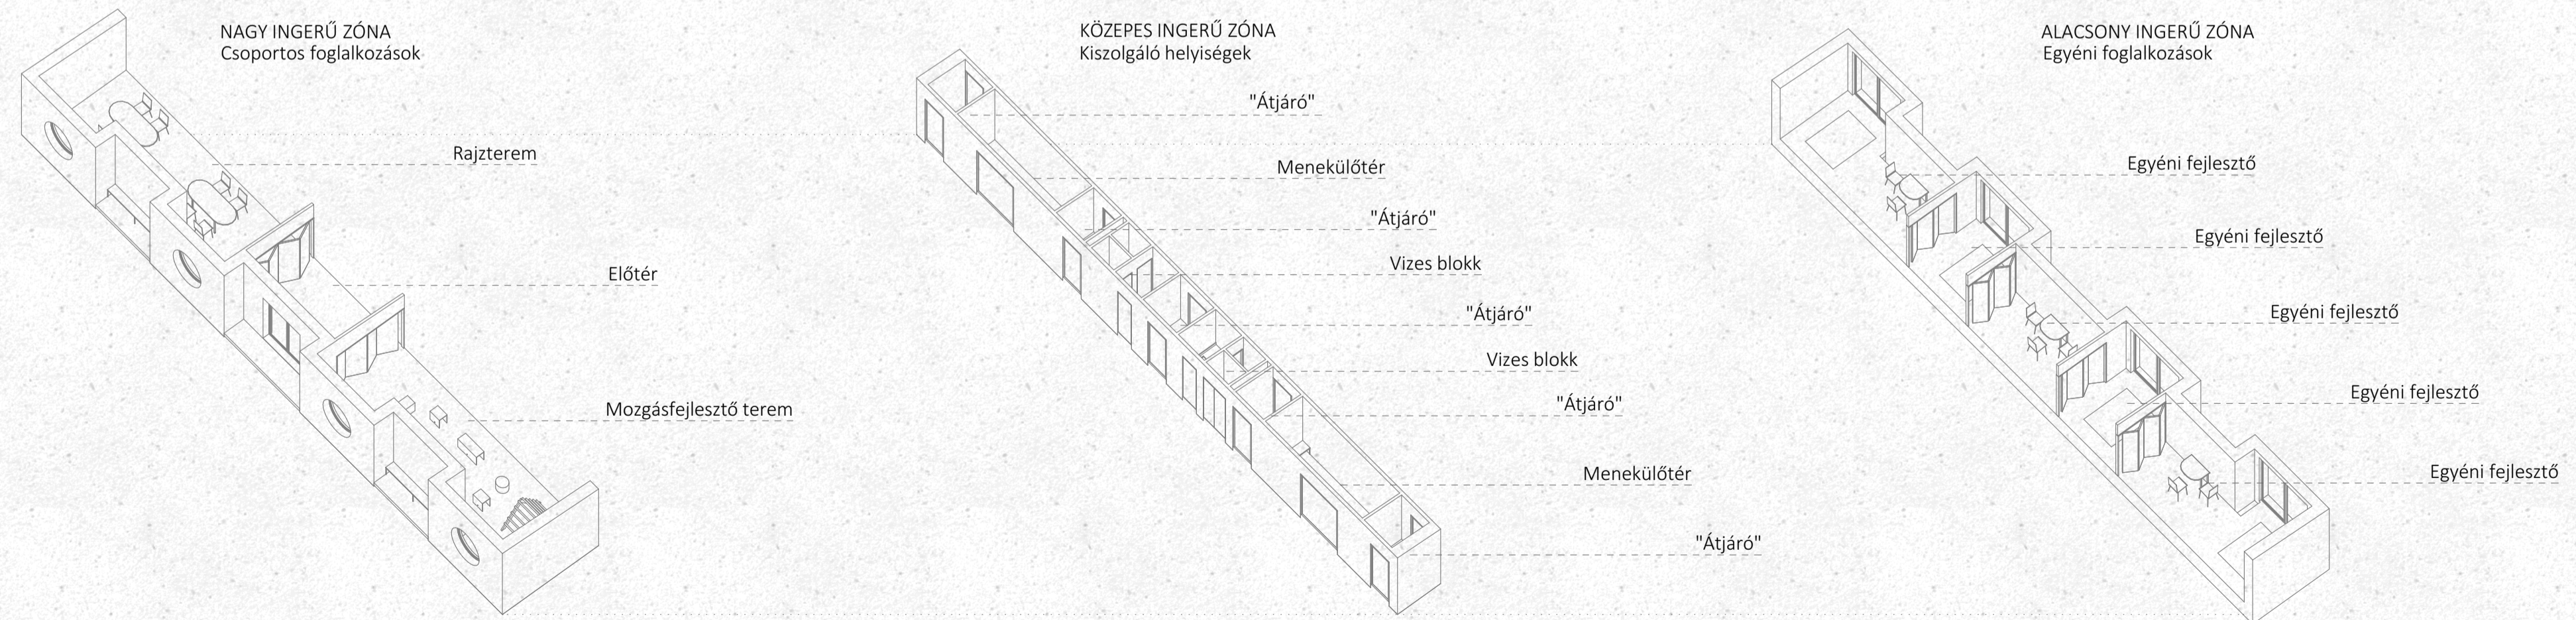 NAGY INGERŰ ZÓNA
Csoportos foglalkozások
Rajzterem
Előtér
Mozgásfejlesztő terem
KÖZEPES INGERŰ ZÓNA
Kiszolgáló helyiségek
"Átjáró"
Menekülőtér
"Átjáró"
Vizes blokk
"Átjáró"
Vizes blokk
"Átjáró"
Menekülőtér
"Átjáró"
ALACSONY INGERŰ ZÓNA
Egyéni foglalkozások
Egyéni fejlesztő
Egyéni fejlesztő
Egyéni fejlesztő
Egyéni fejlesztő
Egyéni fejlesztő